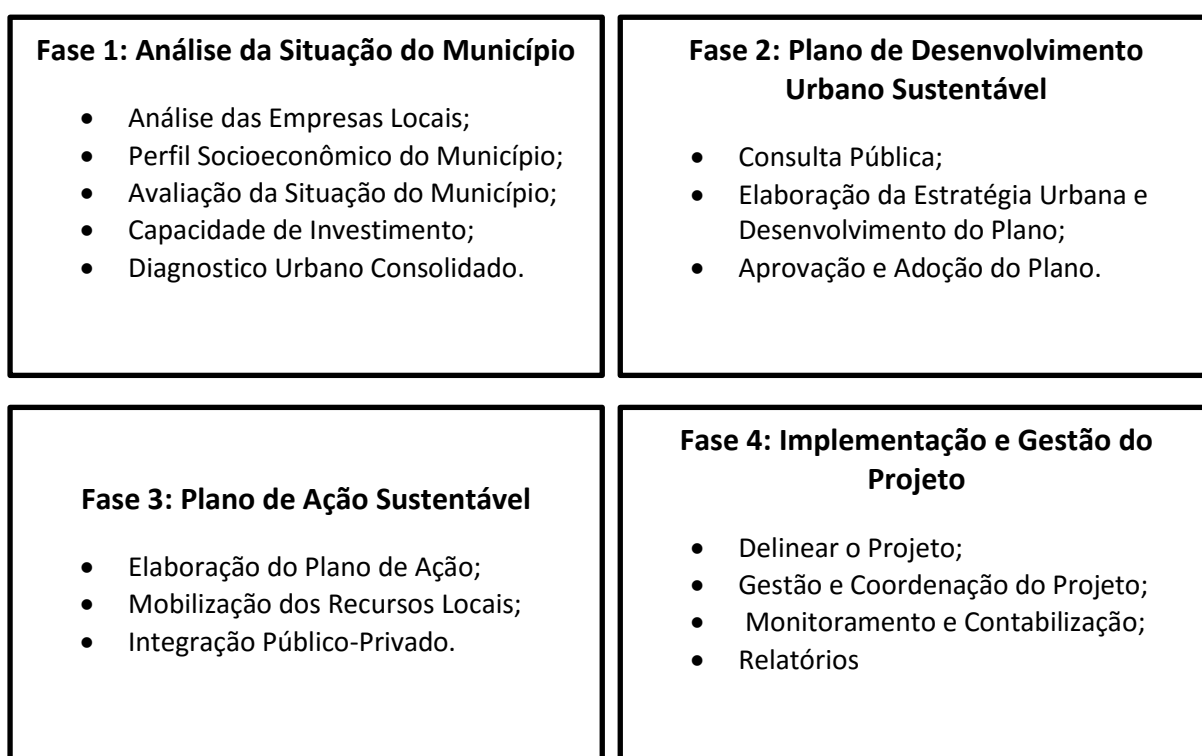 Fase 1: Análise da Situação do Município
• Análise das Empresas Locais;
• Perfil Socioeconômico do Município;
• Avaliação da Situação do Município;
• Capacidade de Investimento;
• Diagnostico Urbano Consolidado.
Fase 2: Plano de Desenvolvimento
Urbano Sustentável
• Consulta Pública;
• Elaboração da Estratégia Urbana e
Desenvolvimento do Plano;
• Aprovação e Adoção do Plano.
Fase 3: Plano de Ação Sustentável
• Elaboração do Plano de Ação;
• Mobilização dos Recursos Locais;
• Integração Público-Privado.
Fase 4: Implementação e Gestão do
Projeto
• Delinear o Projeto;
• Gestão e Coordenação do Projeto;
• Monitoramento e Contabilização;
• Relatórios